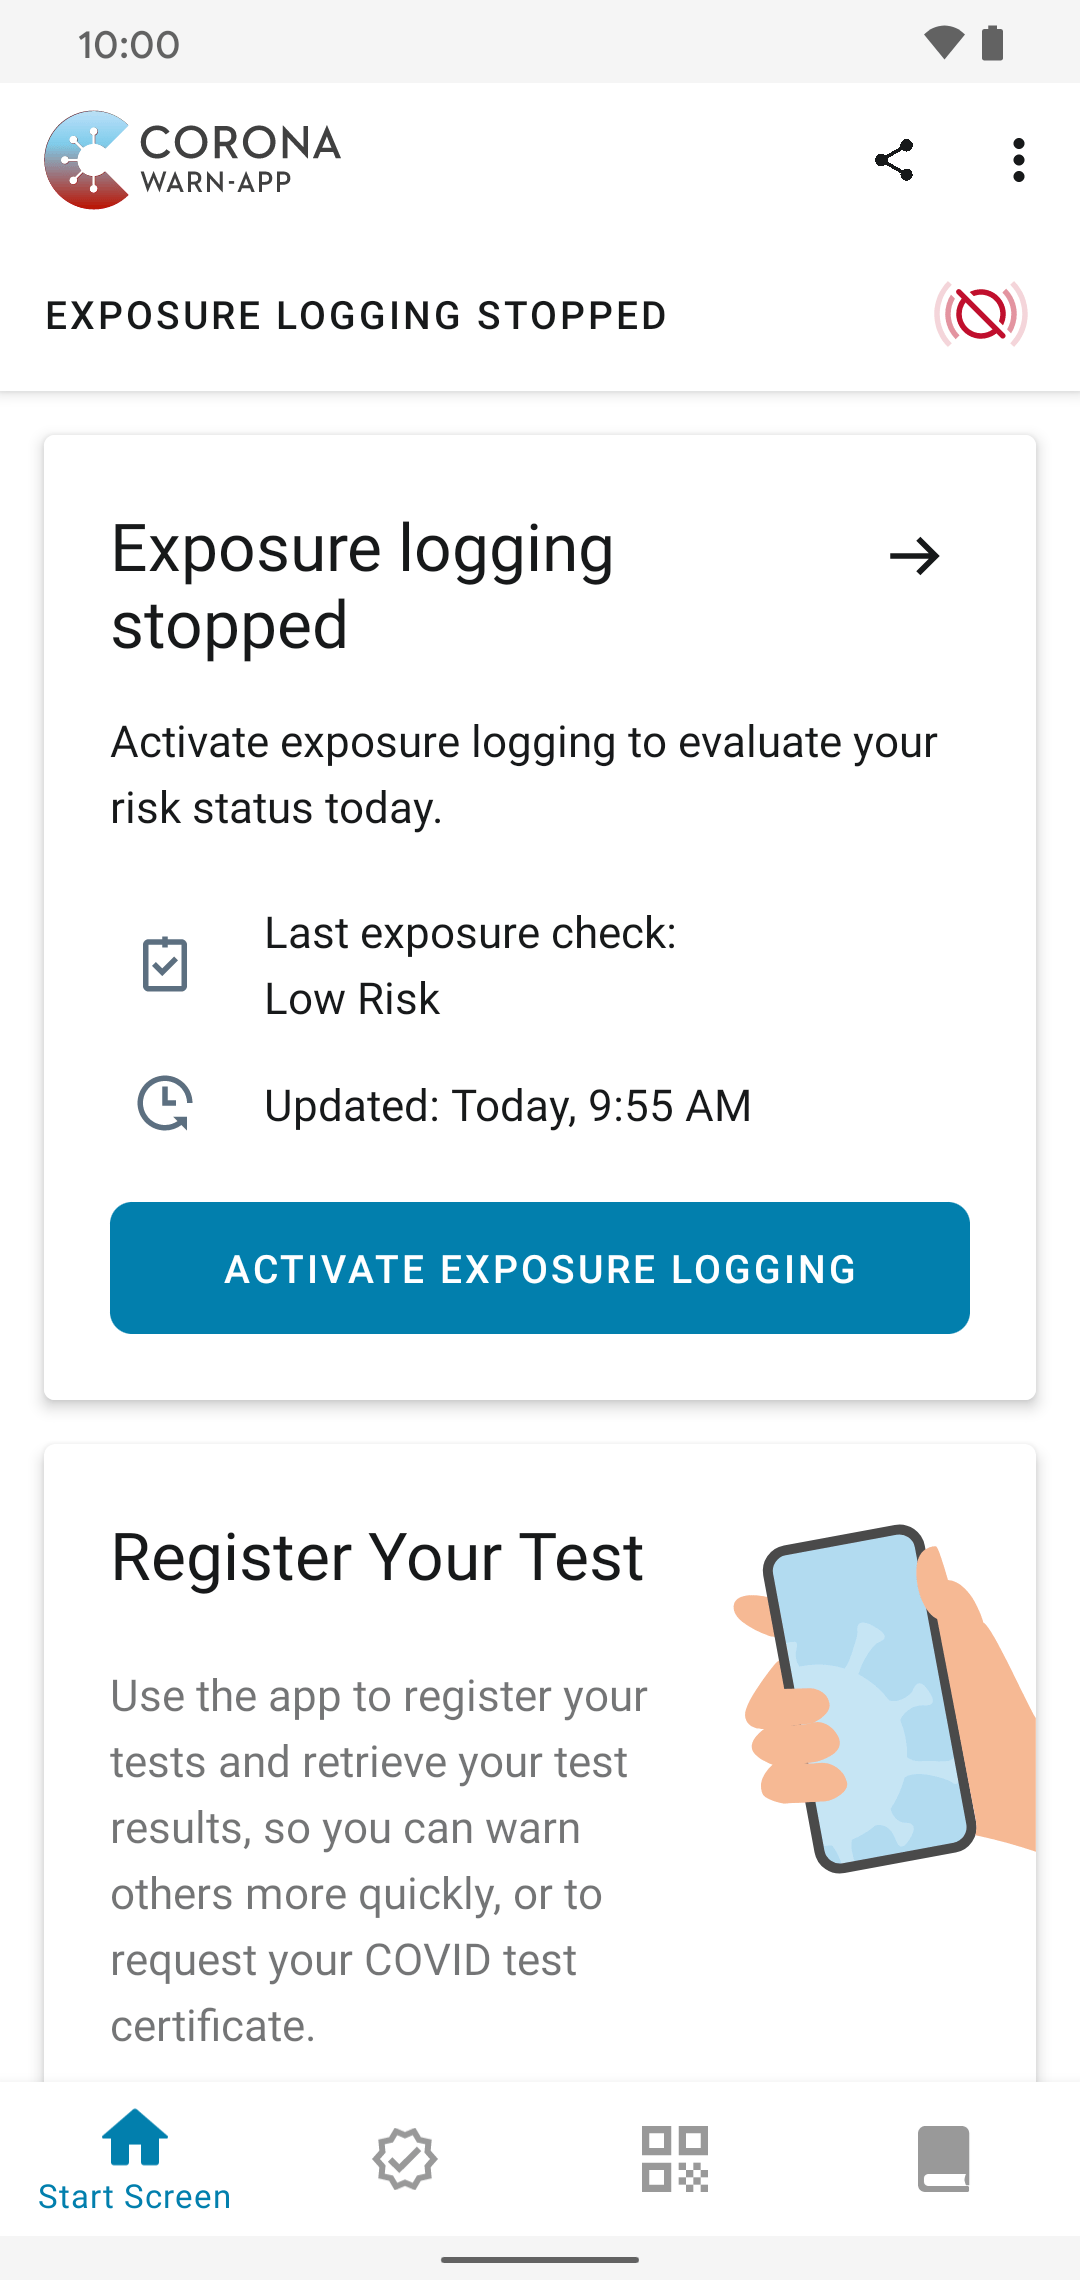 10:00
CORONA
WARN-APP
EXPOSURE LOGGING STOPPED
Exposure logging
stopped
Activate exposure logging to evaluate your
risk status today.
Last exposure check:
Low Risk
Updated: Today, 9:55 AM
ACTIVATE EXPOSURE LOGGING
Register Your Test
Use the app to register your
tests and retrieve your test
results, so you can warn
others more quickly, or to
request your COVID test
certificate.
Start Screen